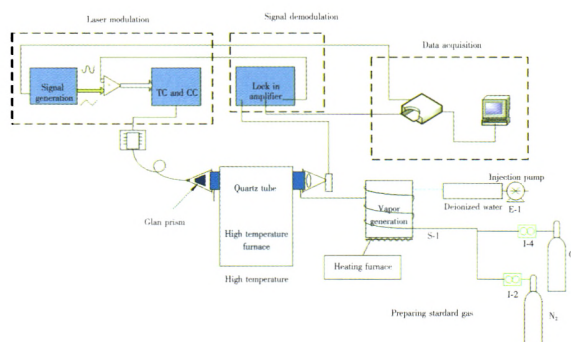 Laser modulation
Signal demodulation
Data acquisition
Signal
generation
TC and CC
Lock in
amplifier
Glan prism
Quartz tube
High temperature
furnace
High temperature
Vapor
generation
S-1
Heating furnace
Injection pump
Deionized water
E-1
I-4
I-2
N2
Preparing stardard gas